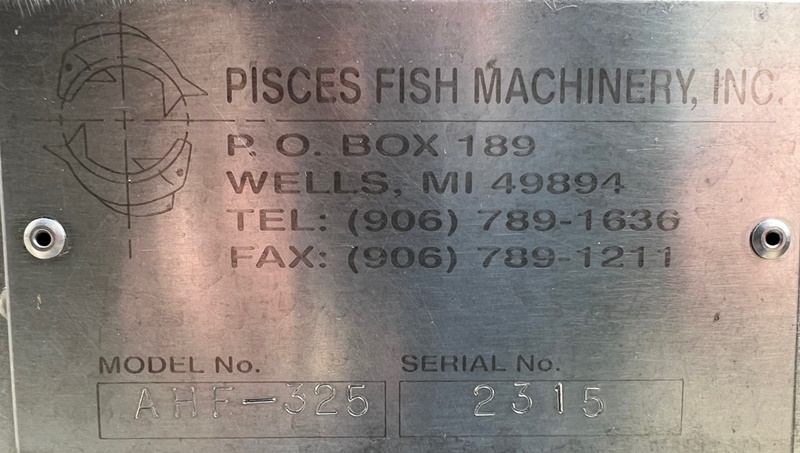 PISCES FISH MACHINERY, INC.
P. O. BOX 189
WELLS, MI 49894
TEL: (906) 789-1636
FAX: (906) 789-1211
MODEL No. SERIAL No.
AHF-325 2315